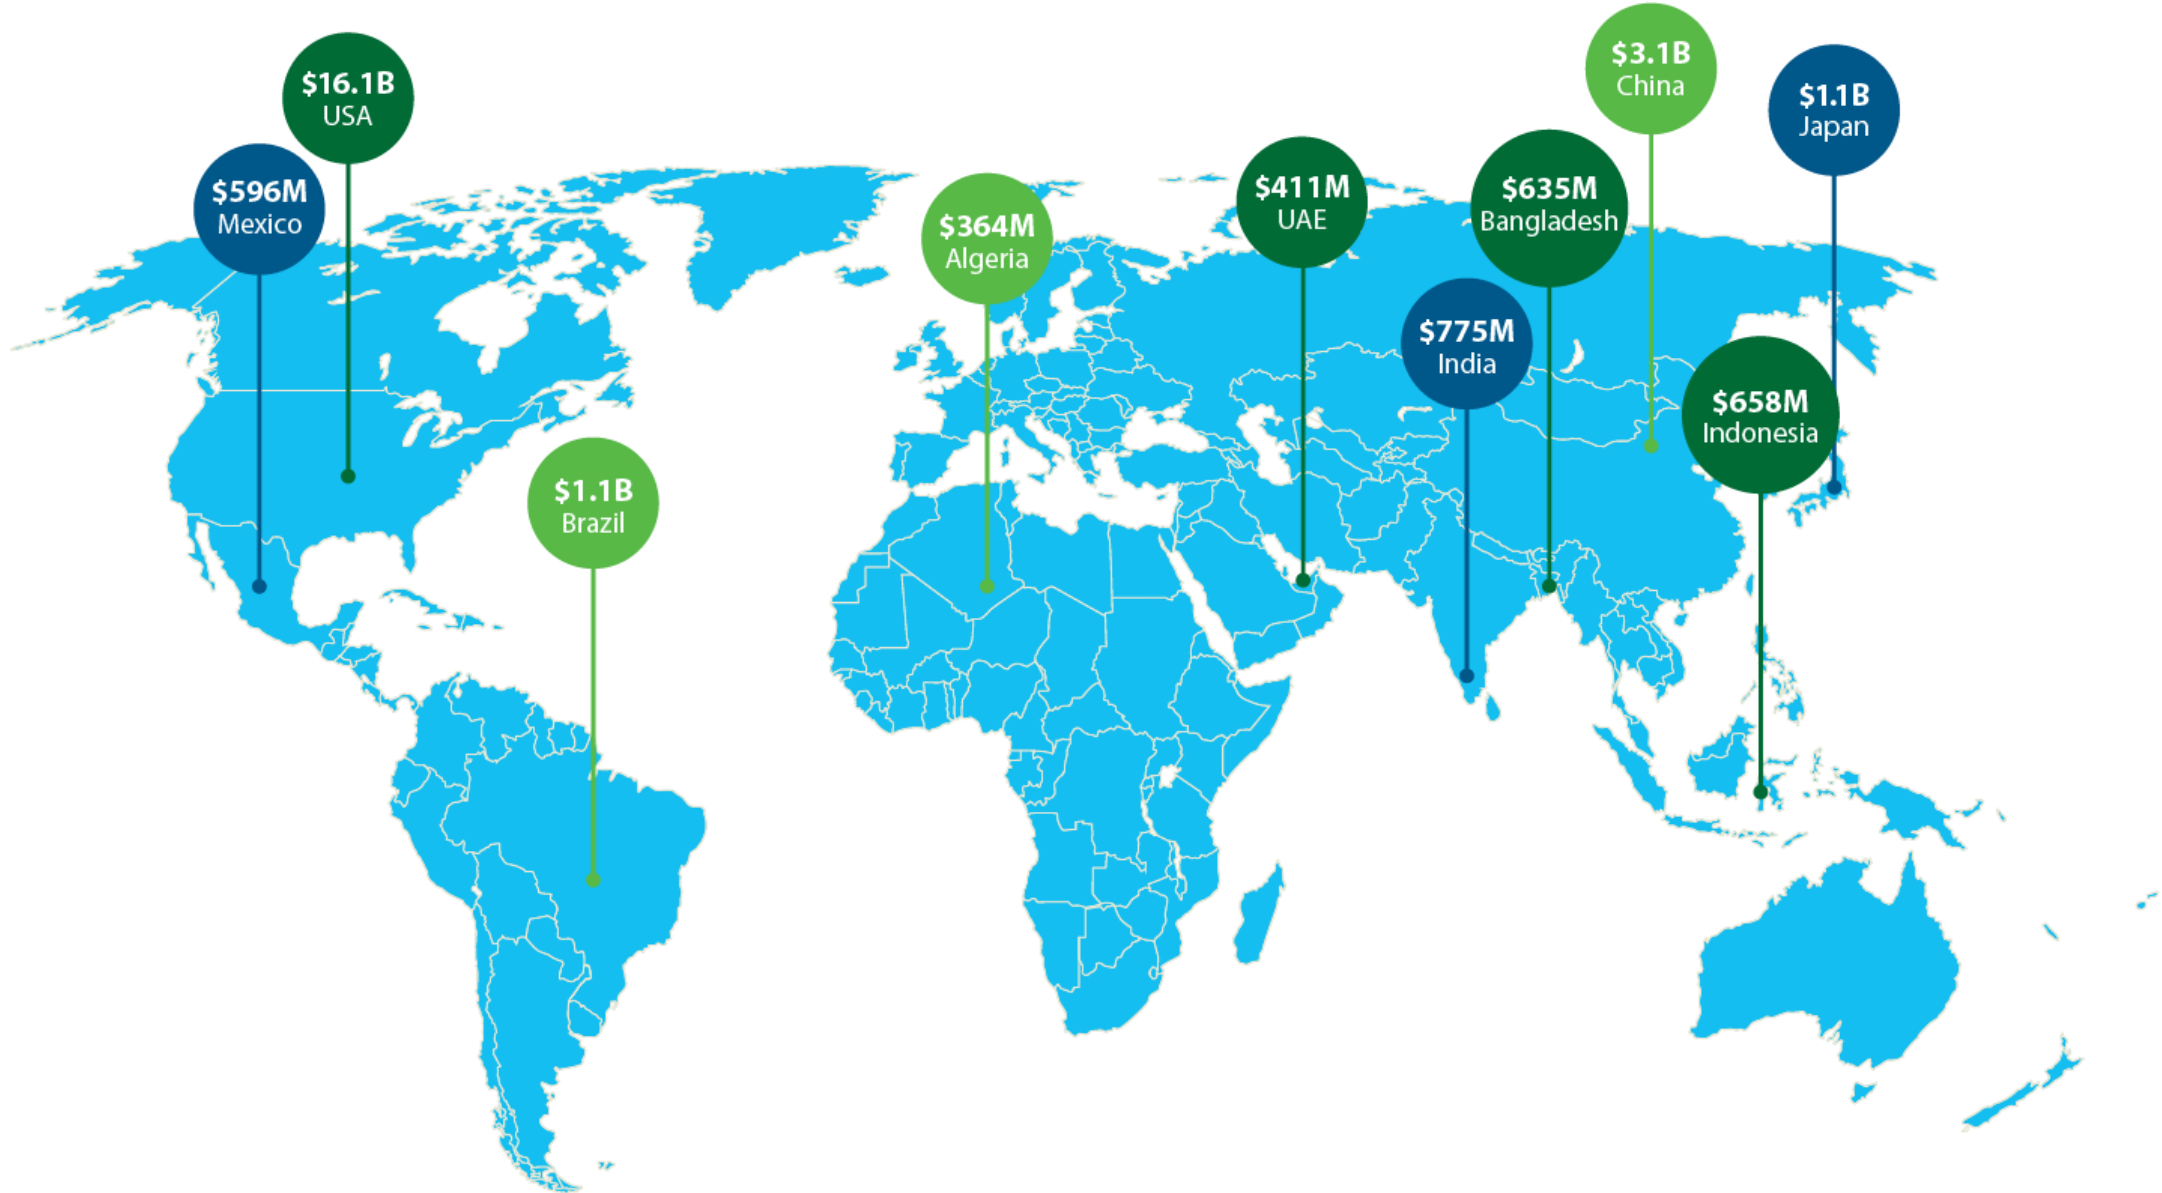 $16.1B
USA
$596M
Mexico
$1.1B
Brazil
$364M
Algeria
$411M
UAE
$635M
Bangladesh
$775M
India
$3.1B
China
$1.1B
Japan
$658M
Indonesia